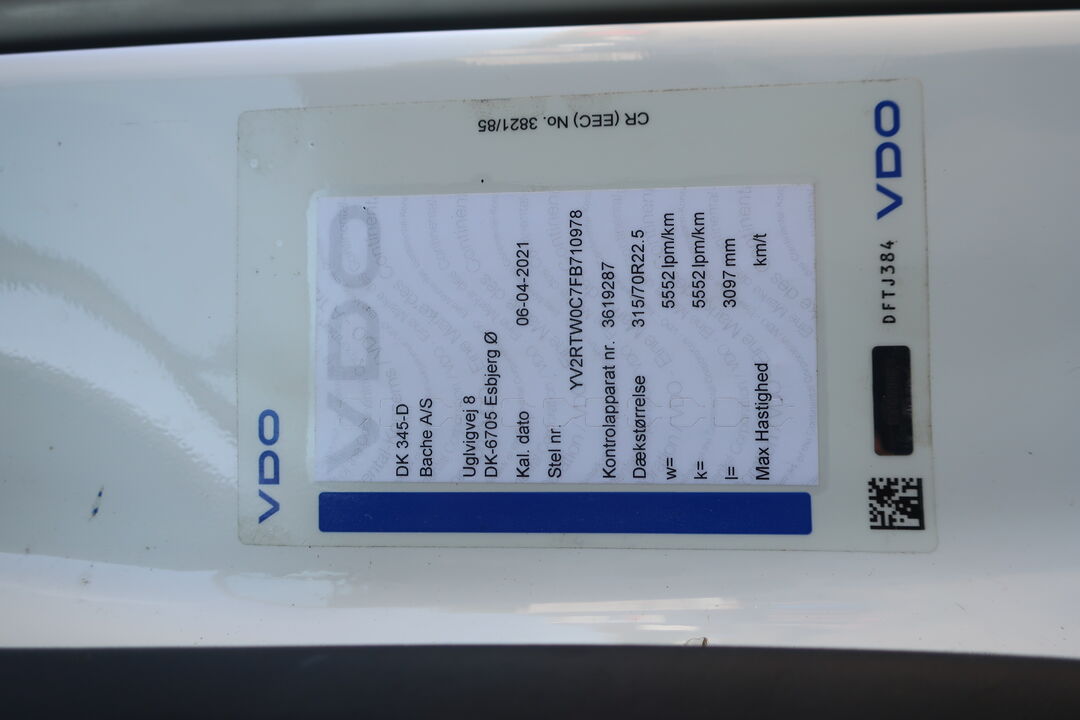 VDO
VDO
DK 345-D
Bache A/S
Uglvigvej 8
DK-6705 Esbjerg Ø
Kal. dato 06-04-2021
Stel nr. YV2RTW0C7FB710978
Kontrolapparat nr. 3619287
Dækstørrelse 315/70R22.5
w= 5552 lpm/km
k= 5552 lpm/km
l= 3097 mm
Max Hastighed km/t
DFTJ384 VDO
CR (EEC) No. 3821/85